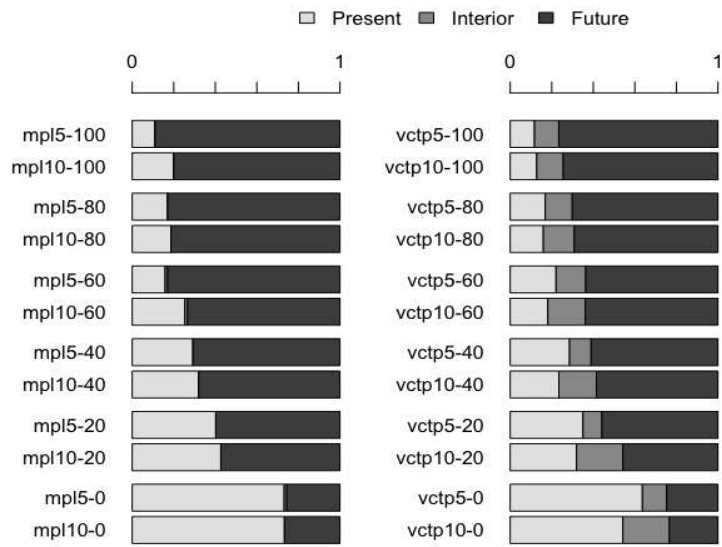 Present Interior Future
0 1 0 1
mpl5-100 vctp5-100
mpl10-100 vctp10-100
mpl5-80 vctp5-80
mpl10-80 vctp10-80
mpl5-60 vctp5-60
mpl10-60 vctp10-60
mpl5-40 vctp5-40
mpl10-40 vctp10-40
mpl5-20 vctp5-20
mpl10-20 vctp10-20
mpl5-0 vctp5-0
mpl10-0 vctp10-0